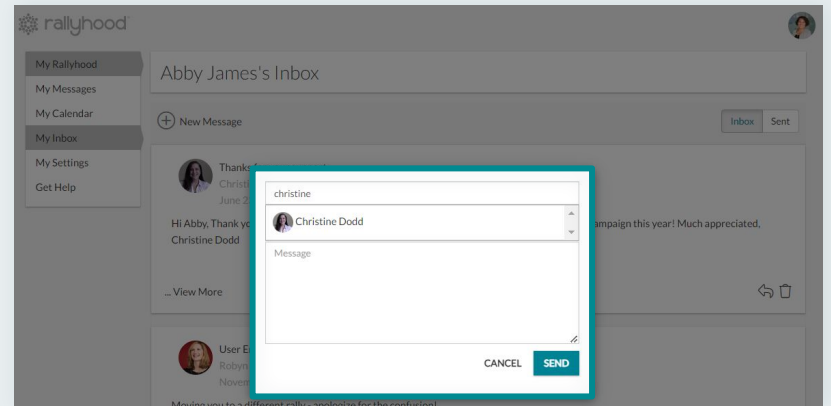 rallyhood
My Rallyhood
My Messages
My Calendar
My Inbox
My Settings
Get Help
Abby James's Inbox
New Message
Inbox Sent
Thanks
Christi
June 2
Hi Abby, Thank yo ampaign this year! Much appreciated,
Christine Dodd
... View More
christine
Christine Dodd
Message
CANCEL SEND
User E
Robyn
Novem
Moving you to a different rally - apologize for the confusion!